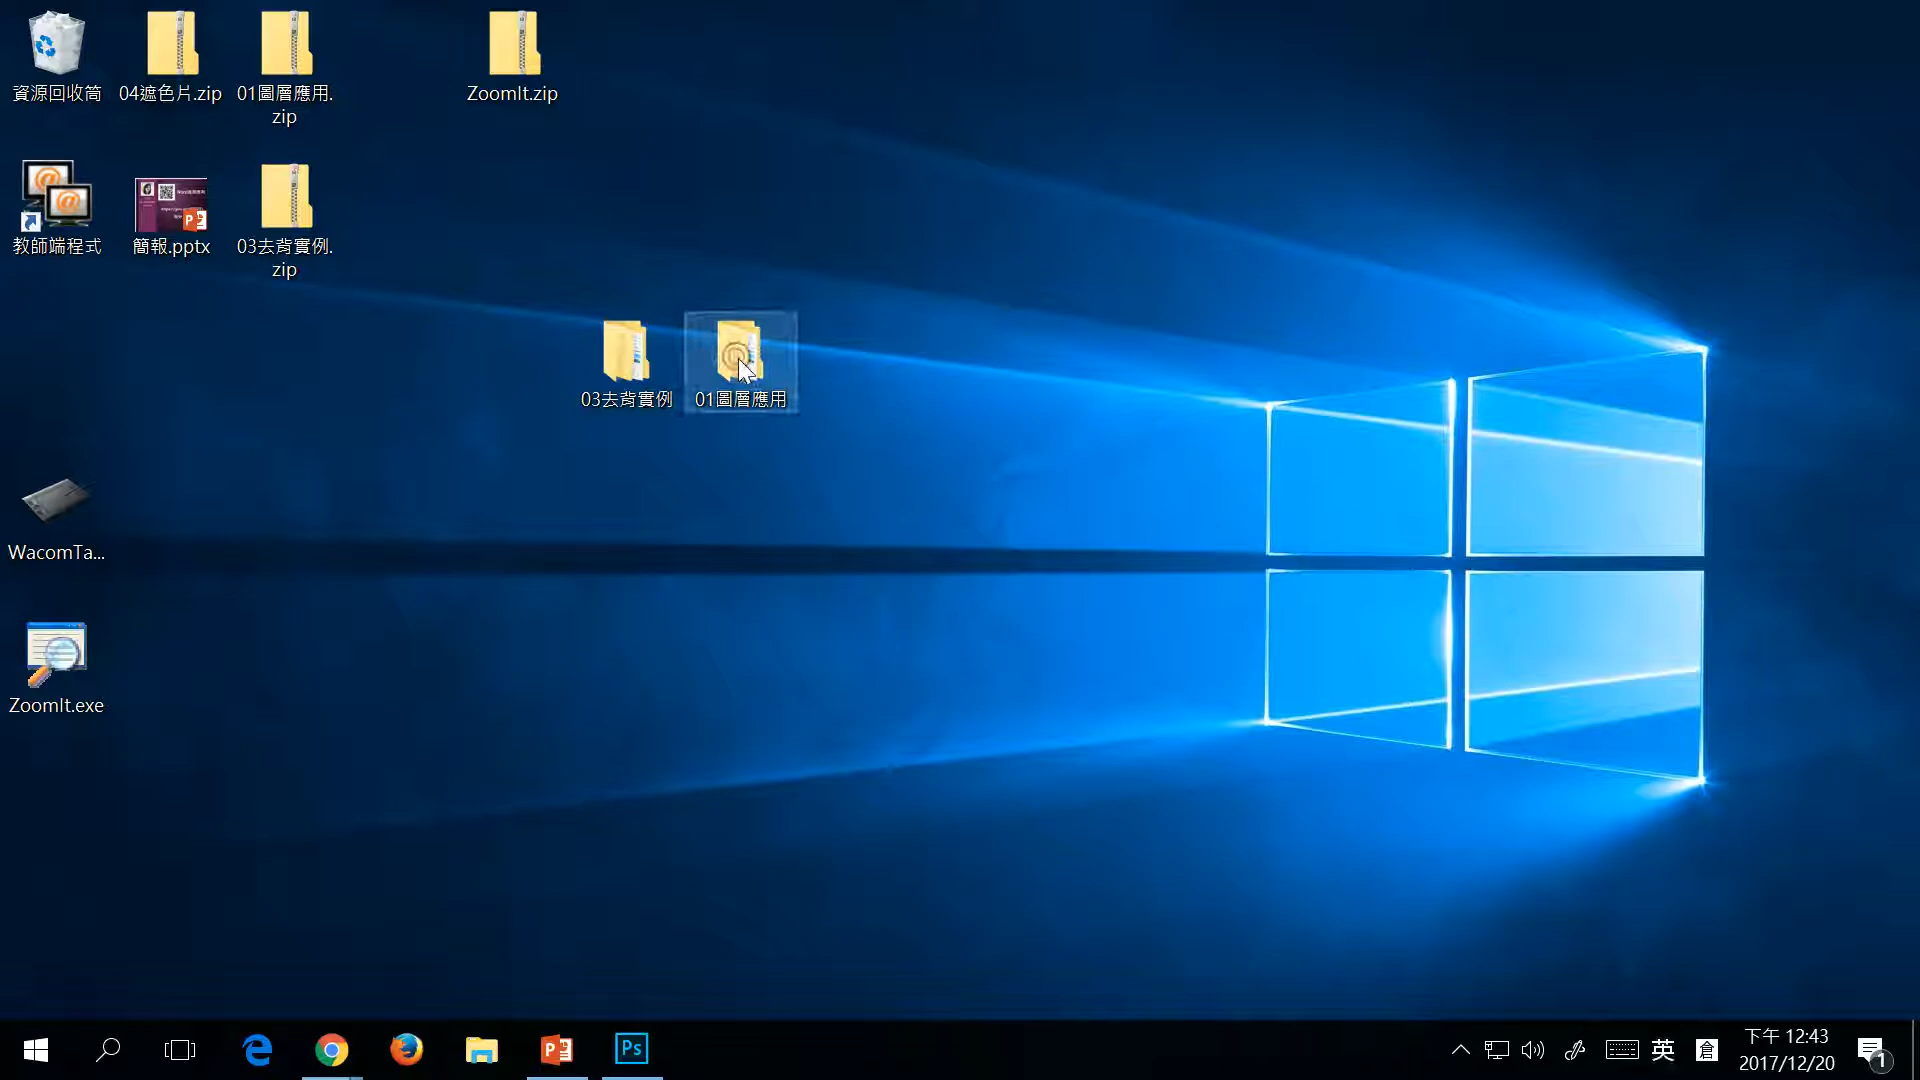 資源回收筒
04遮色片.zip
01圖層應用.
zip
ZoomIt.zip
教師端程式
簡報.pptx
03去背實例.
zip
03去背實例
01圖層應用
WacomTa...
ZoomIt.exe
Ps
英
倉
下午 12:43
2017/12/20
1